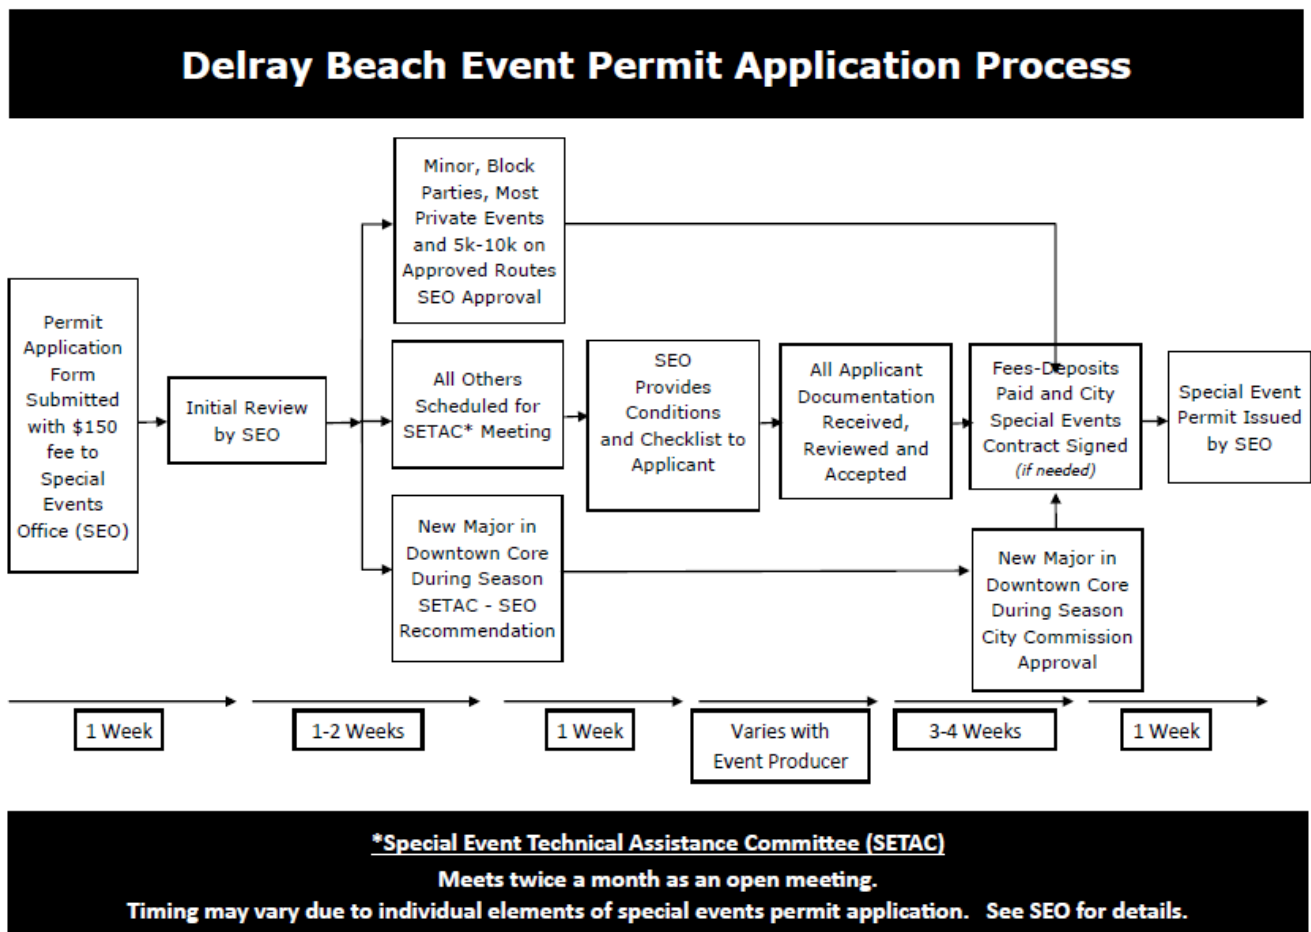 Delray Beach Event Permit Application Process
Minor, Block
Parties, Most
Private Events
and 5k-10k on
Approved Routes
SEO Approval
Permit
Application
Form
Submitted
with $150
fee to
Special
Events
Office (SEO)
Initial Review
by SEO
All Others
Scheduled for
SETAC* Meeting
SEO
Provides
Conditions
and Checklist to
Applicant
All Applicant
Documentation
Received,
Reviewed and
Accepted
Fees-Deposits
Paid and City
Special Events
Contract Signed
(if needed)
Special Event
Permit Issued
by SEO
New Major in
Downtown Core
During Season
SETAC - SEO
Recommendation
New Major in
Downtown Core
During Season
City Commission
Approval
1 Week
1-2 Weeks
1 Week
Varies with
Event Producer
3-4 Weeks
1 Week
*Special Event Technical Assistance Committee (SETAC)
Meets twice a month as an open meeting.
Timing may vary due to individual elements of special events permit application. See SEO for details.